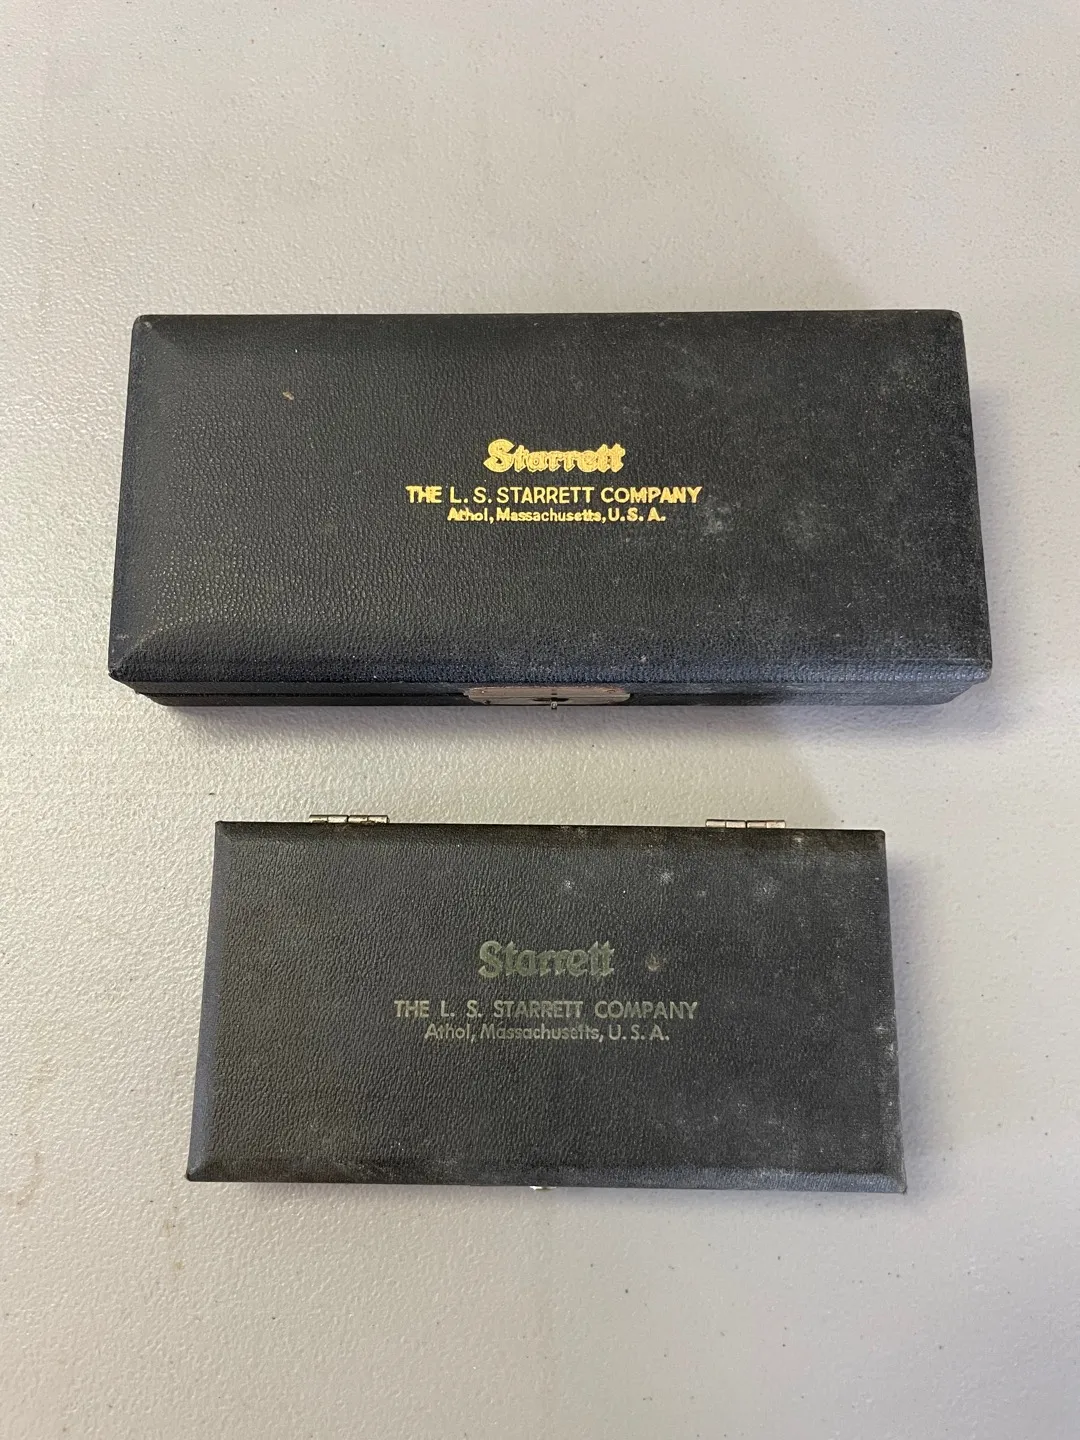 Starrett
THE L. S. STARRETT COMPANY
Athol, Massachusetts, U. S. A.
Starrett
THE L. S. STARRETT COMPANY
Athol, Massachusetts, U. S. A.